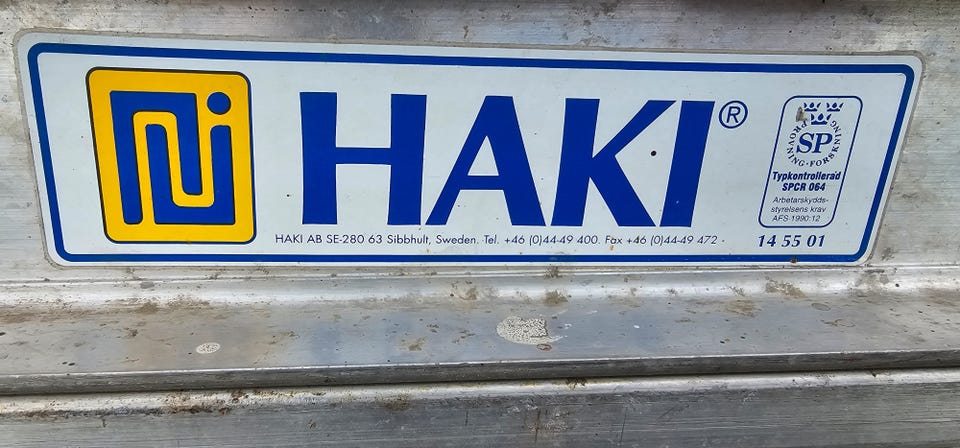 HAKI®
HAKI AB SE-280 63 Sibbhult, Sweden. Tel. +46 (0)44-49 400. Fax +46 (0)44-49 472
PROVNING·FORSKNING
SP
Typkontrollerad
SPCR 064
Arbetarskydds-
styrelsens krav
AFS 1990:12
14 55 01